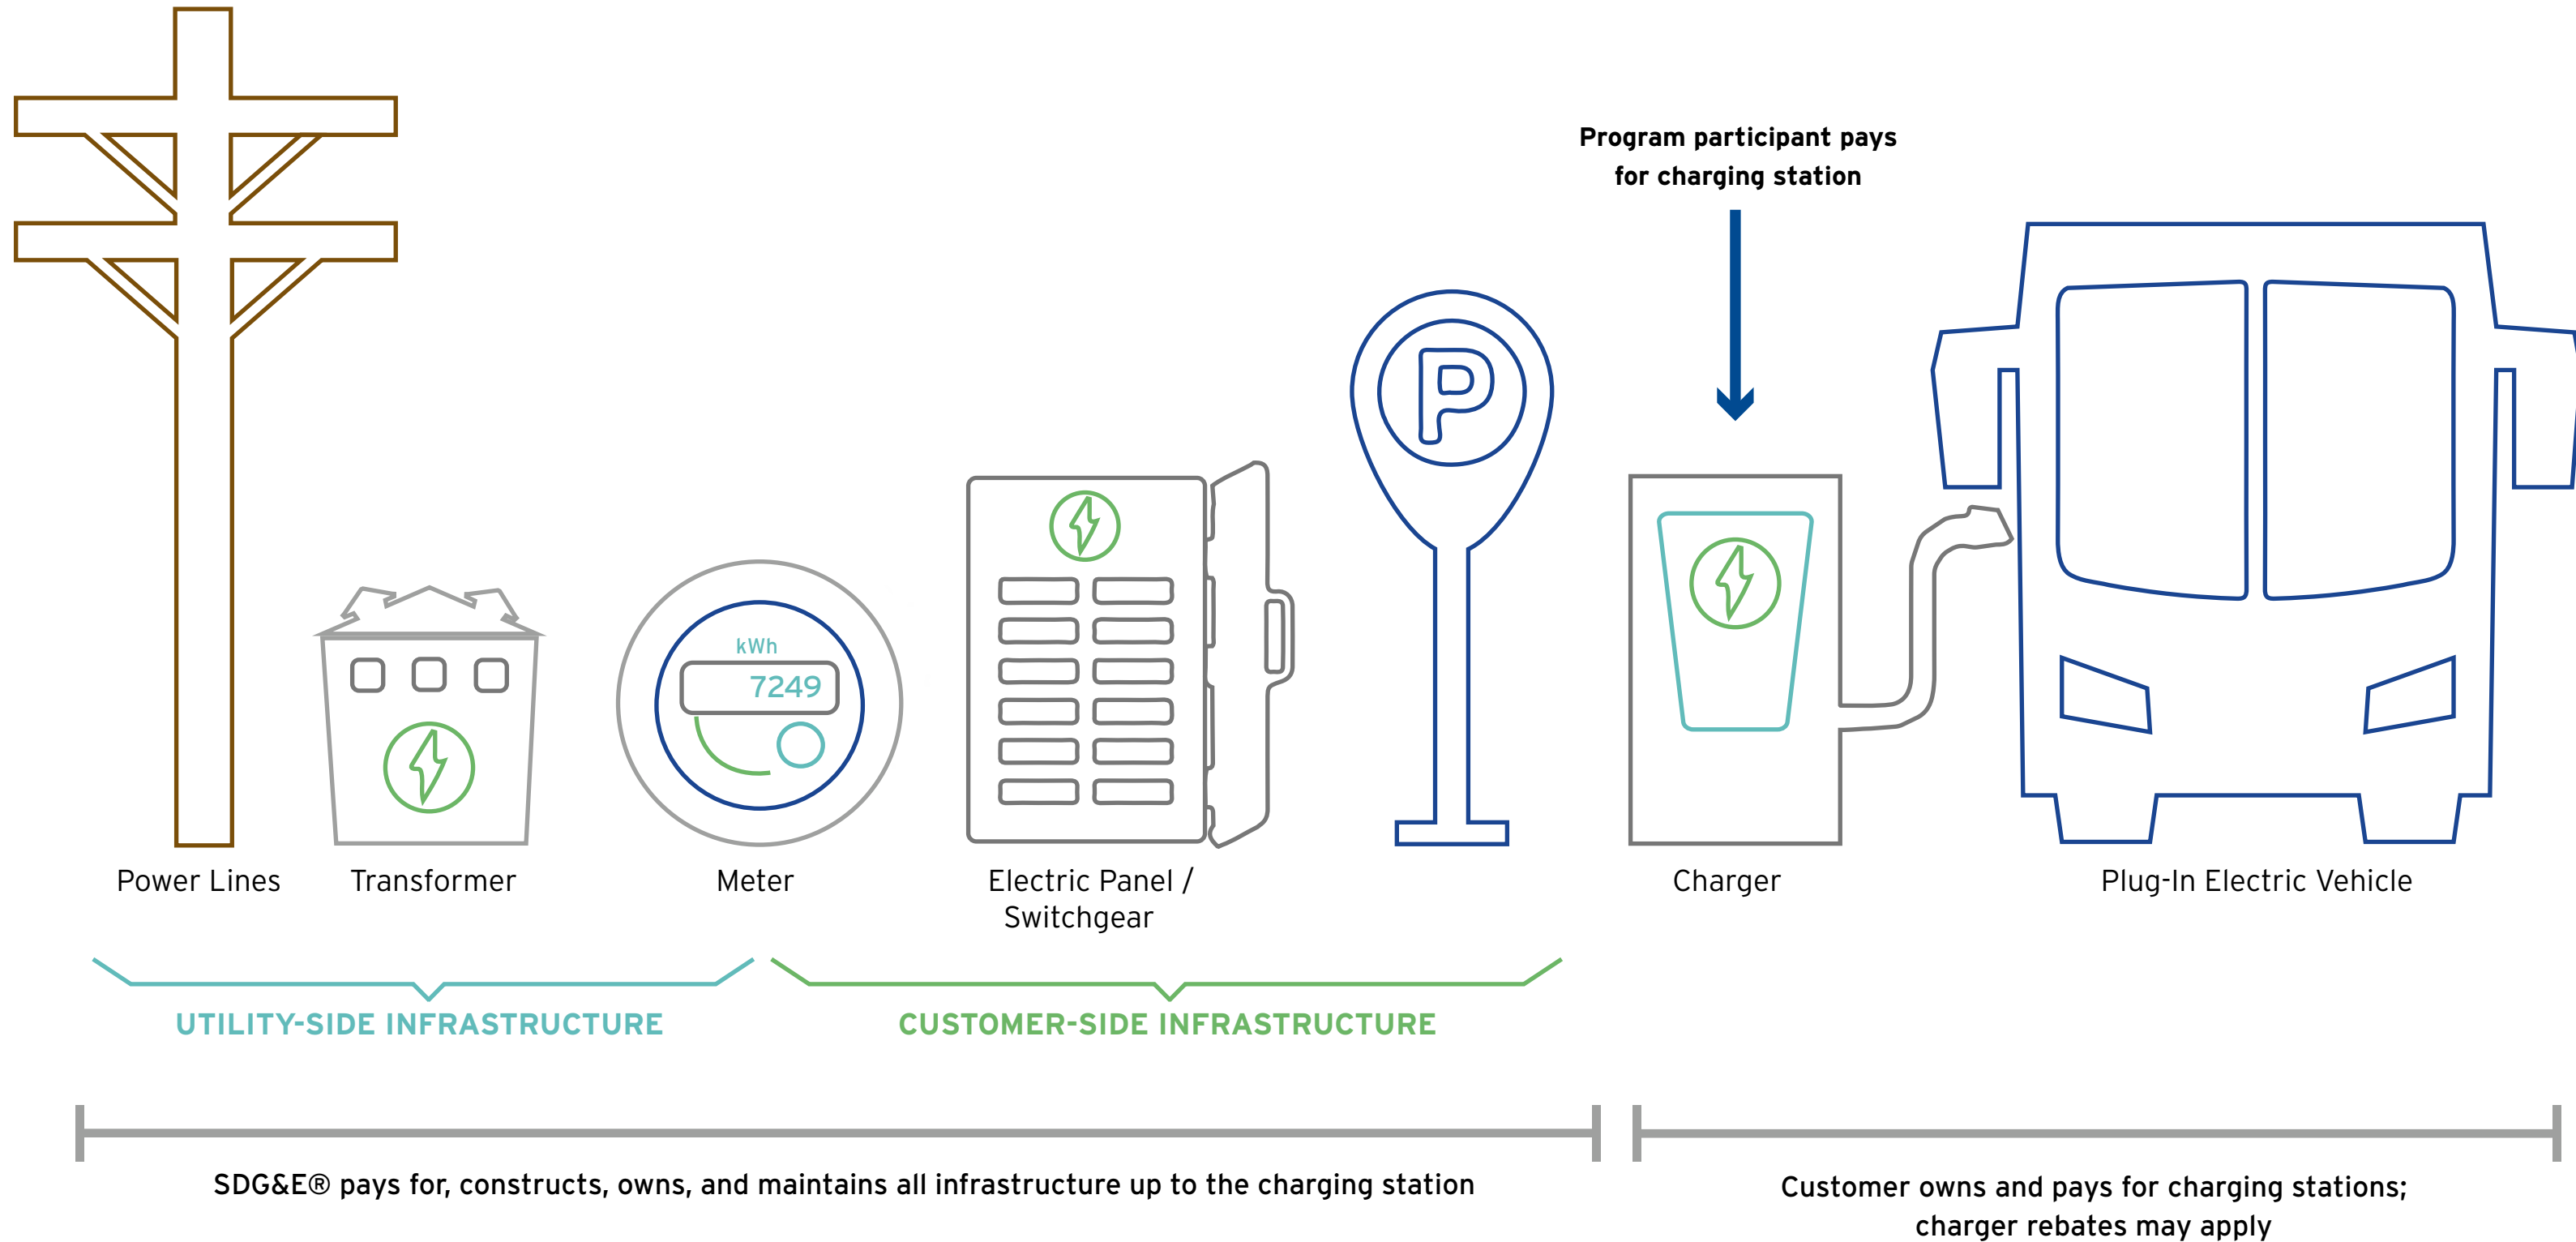 Program participant pays
for charging station
P
kWh
7249
Power Lines
Transformer
Meter
Electric Panel /
Switchgear
Charger
Plug-In Electric Vehicle
UTILITY-SIDE INFRASTRUCTURE
CUSTOMER-SIDE INFRASTRUCTURE
SDG&E® pays for, constructs, owns, and maintains all infrastructure up to the charging station
Customer owns and pays for charging stations;
charger rebates may apply